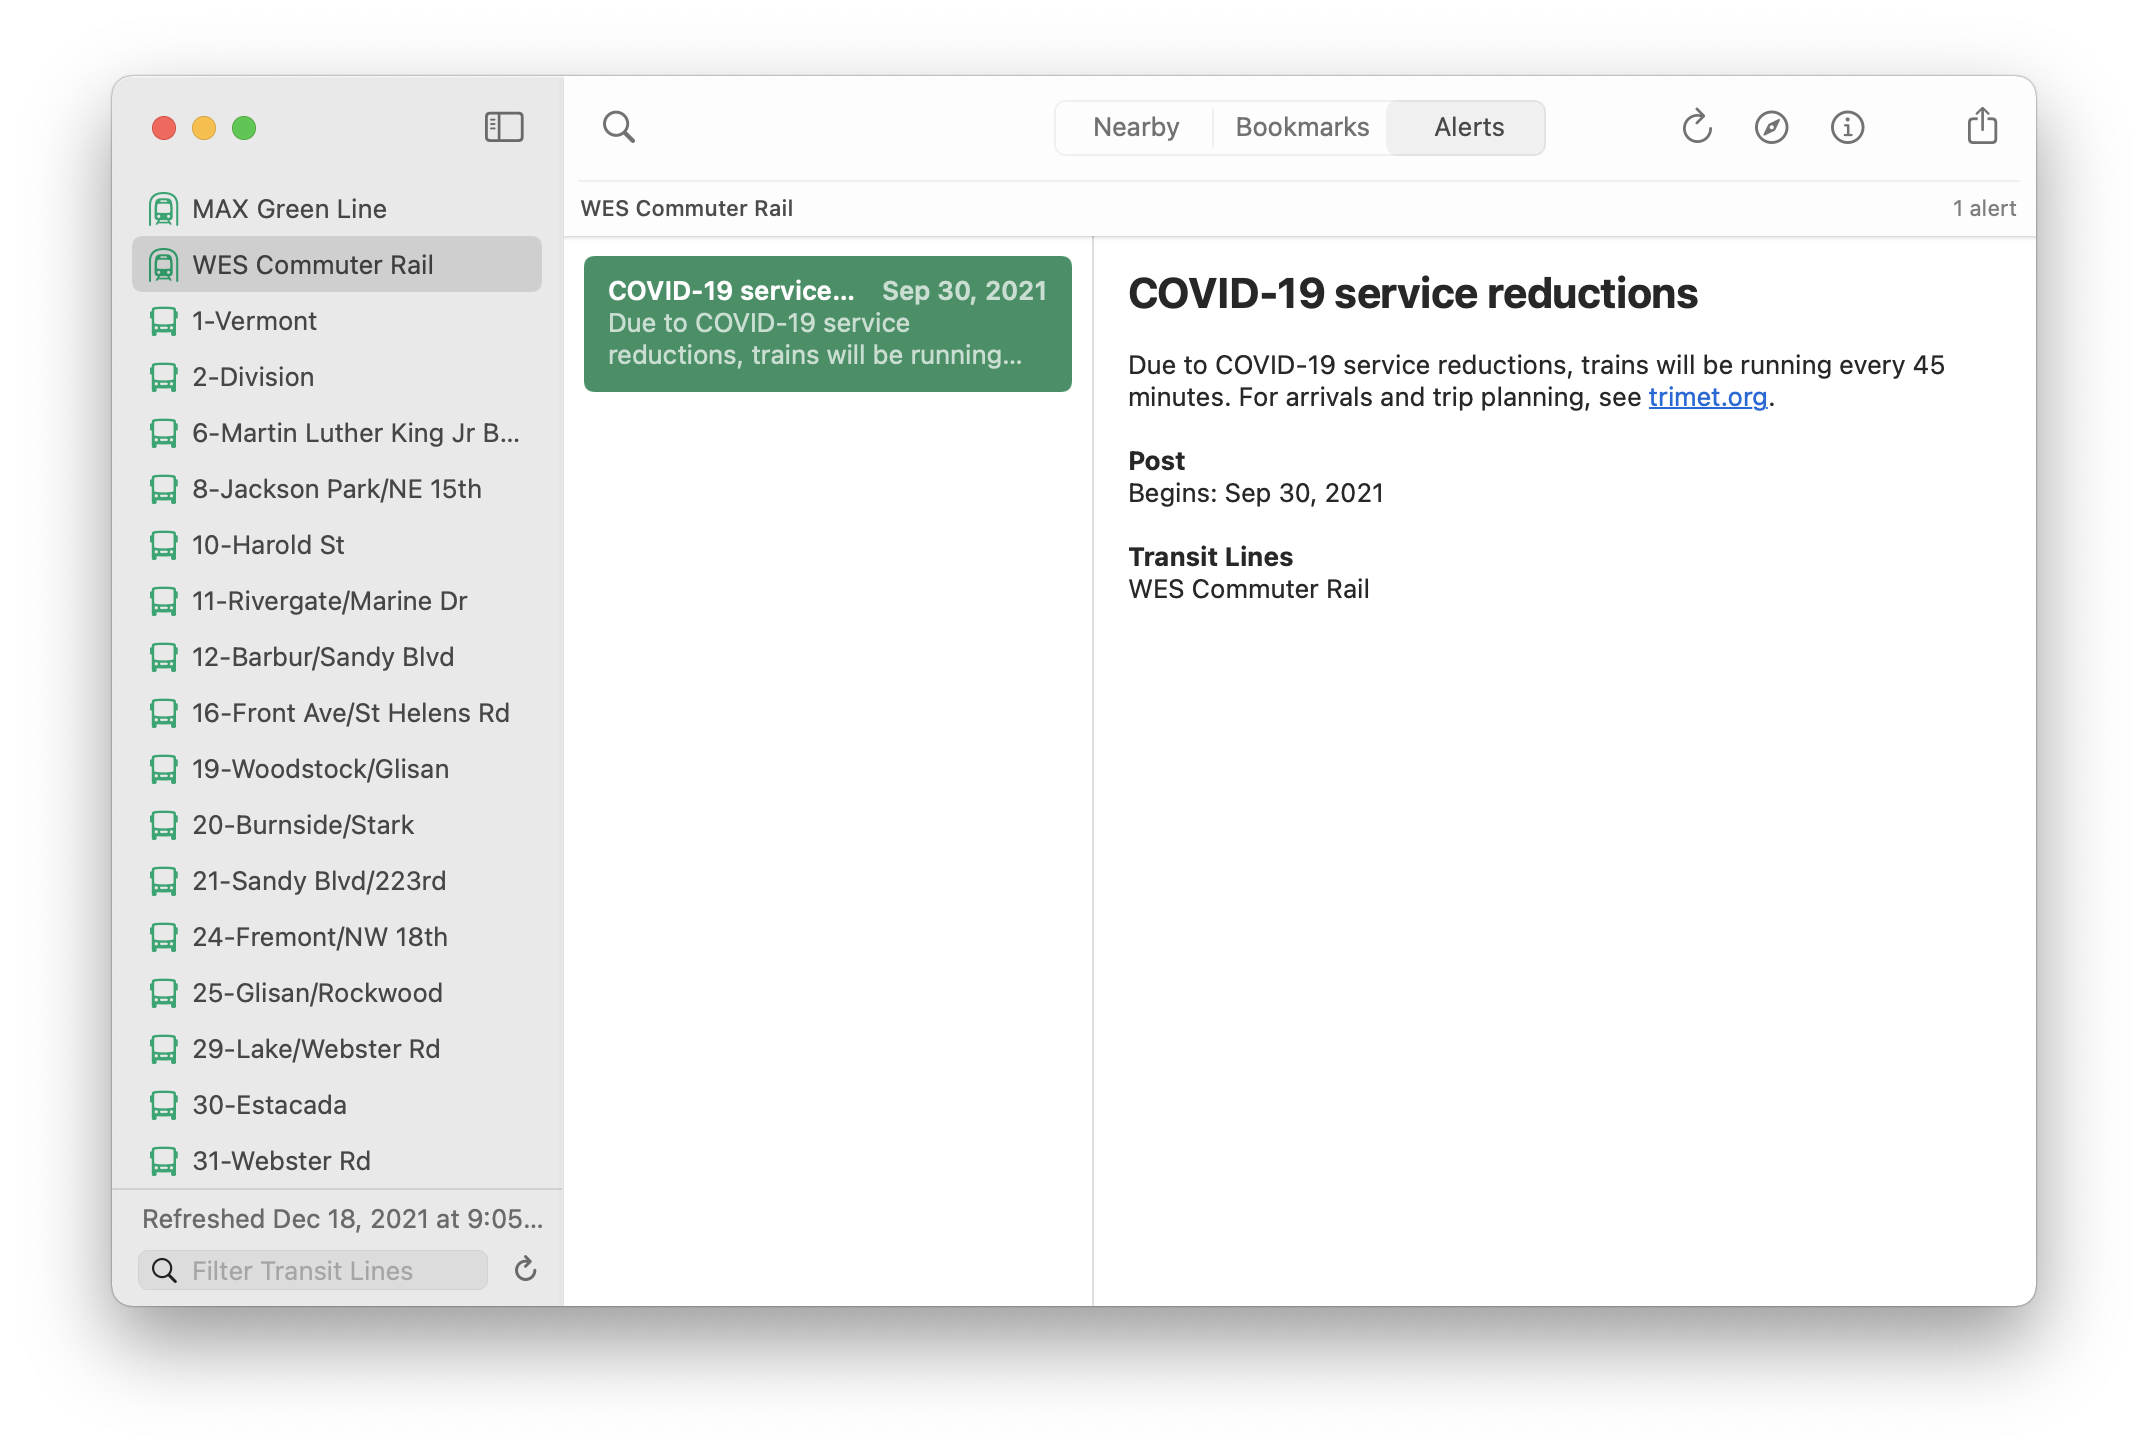 MAX Green Line
WES Commuter Rail
1-Vermont
2-Division
6-Martin Luther King Jr B...
8-Jackson Park/NE 15th
10-Harold St
11-Rivergate/Marine Dr
12-Barbur/Sandy Blvd
16-Front Ave/St Helens Rd
19-Woodstock/Glisan
20-Burnside/Stark
21-Sandy Blvd/223rd
24-Fremont/NW 18th
25-Glisan/Rockwood
29-Lake/Webster Rd
30-Estacada
31-Webster Rd
Refreshed Dec 18, 2021 at 9:05...
Filter Transit Lines
Nearby Bookmarks Alerts
WES Commuter Rail 1 alert
COVID-19 service... Sep 30, 2021
Due to COVID-19 service
reductions, trains will be running...
COVID-19 service reductions
Due to COVID-19 service reductions, trains will be running every 45
minutes. For arrivals and trip planning, see trimet.org.
Post
Begins: Sep 30, 2021
Transit Lines
WES Commuter Rail